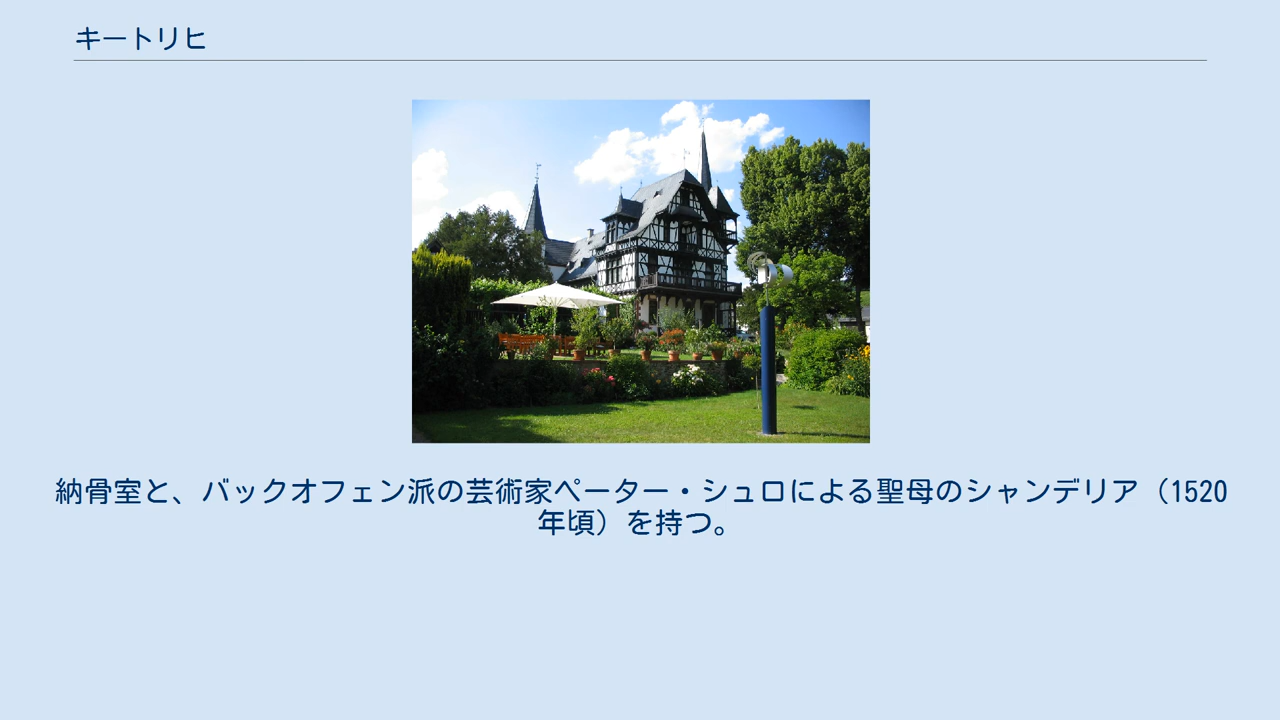 キートリヒ
納骨室と、バックオフェン派の芸術家ペーター・シュロによる聖母のシャンデリア（1520
年頃）を持つ。